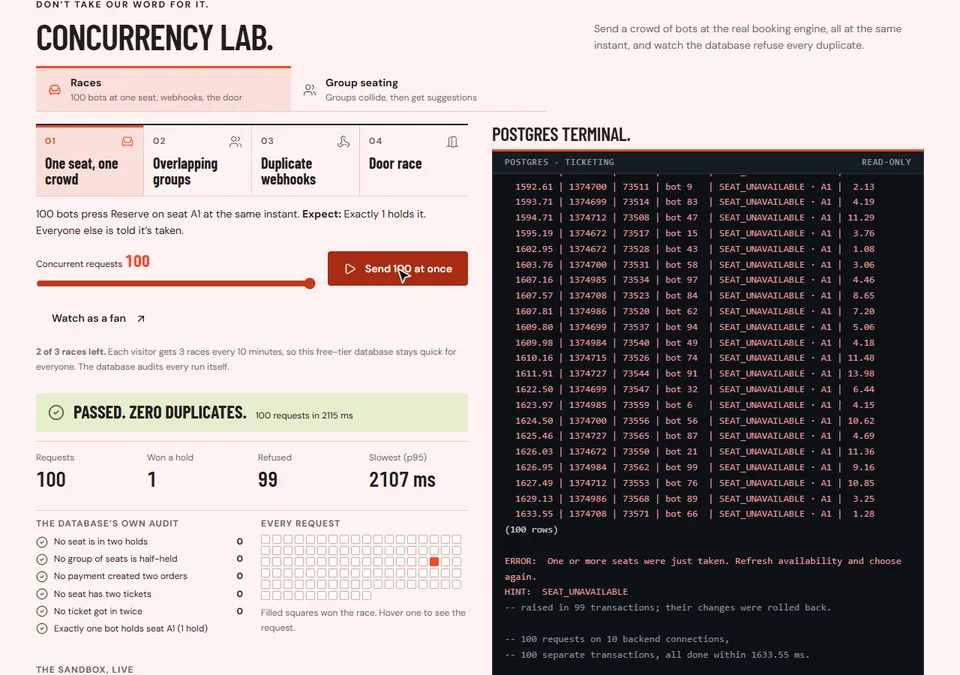 DON'T TAKE OUR WORD FOR IT.
CONCURRENCY LAB.
Send a crowd of bots at the real booking engine, all at the same
instant, and watch the database refuse every duplicate.
Races
100 bots at one seat, webhooks, the door
Group seating
Groups collide, then get suggestions
01
One seat, one
crowd
02
Overlapping
groups
03
Duplicate
webhooks
04
Door race
100 bots press Reserve on seat A1 at the same instant. Expect: Exactly 1 holds it.
Everyone else is told it's taken.
Concurrent requests 100
Send 100 at once
Watch as a fan
2 of 3 races left. Each visitor gets 3 races every 10 minutes, so this free-tier database stays quick for
everyone. The database audits every run itself.
PASSED. ZERO DUPLICATES. 100 requests in 2115 ms
Requests
100
Won a hold
1
Refused
99
Slowest (p95)
2107 ms
THE DATABASE'S OWN AUDIT
No seat is in two holds 0
No group of seats is half-held 0
No payment created two orders 0
No seat has two tickets 0
No ticket got in twice 0
Exactly one bot holds seat A1 (1 hold)
EVERY REQUEST
Filled squares won the race. Hover one to see the
request.
THE SANDBOX, LIVE
POSTGRES TERMINAL.
POSTGRES · TICKETING READ-ONLY
1592.61 | 1374700 | 73511 | bot 9 | SEAT_UNAVAILABLE · A1 | 2.13
1593.71 | 1374699 | 73514 | bot 83 | SEAT_UNAVAILABLE · A1 | 4.19
1594.71 | 1374712 | 73508 | bot 47 | SEAT_UNAVAILABLE · A1 | 11.29
1595.19 | 1374672 | 73517 | bot 15 | SEAT_UNAVAILABLE · A1 | 3.76
1602.95 | 1374672 | 73528 | bot 43 | SEAT_UNAVAILABLE · A1 | 1.08
1603.76 | 1374700 | 73531 | bot 58 | SEAT_UNAVAILABLE · A1 | 3.06
1607.16 | 1374985 | 73534 | bot 97 | SEAT_UNAVAILABLE · A1 | 4.46
1607.57 | 1374708 | 73523 | bot 84 | SEAT_UNAVAILABLE · A1 | 8.65
1607.81 | 1374986 | 73520 | bot 62 | SEAT_UNAVAILABLE · A1 | 7.20
1609.80 | 1374699 | 73537 | bot 94 | SEAT_UNAVAILABLE · A1 | 5.06
1609.98 | 1374984 | 73540 | bot 49 | SEAT_UNAVAILABLE · A1 | 4.18
1610.16 | 1374715 | 73526 | bot 74 | SEAT_UNAVAILABLE · A1 | 11.48
1611.91 | 1374727 | 73544 | bot 91 | SEAT_UNAVAILABLE · A1 | 13.98
1622.50 | 1374699 | 73547 | bot 32 | SEAT_UNAVAILABLE · A1 | 6.44
1623.97 | 1374985 | 73559 | bot 6 | SEAT_UNAVAILABLE · A1 | 4.15
1624.50 | 1374700 | 73556 | bot 56 | SEAT_UNAVAILABLE · A1 | 10.62
1625.46 | 1374727 | 73565 | bot 87 | SEAT_UNAVAILABLE · A1 | 4.69
1626.03 | 1374672 | 73550 | bot 21 | SEAT_UNAVAILABLE · A1 | 11.36
1626.95 | 1374984 | 73562 | bot 99 | SEAT_UNAVAILABLE · A1 | 9.16
1627.49 | 1374712 | 73553 | bot 76 | SEAT_UNAVAILABLE · A1 | 10.85
1629.13 | 1374986 | 73568 | bot 89 | SEAT_UNAVAILABLE · A1 | 3.25
1633.55 | 1374708 | 73571 | bot 66 | SEAT_UNAVAILABLE · A1 | 1.28
(100 rows)
ERROR: One or more seats were just taken. Refresh availability and choose
again.
HINT: SEAT_UNAVAILABLE
-- raised in 99 transactions; their changes were rolled back.
-- 100 requests on 10 backend connections,
-- 100 separate transactions, all done within 1633.55 ms.